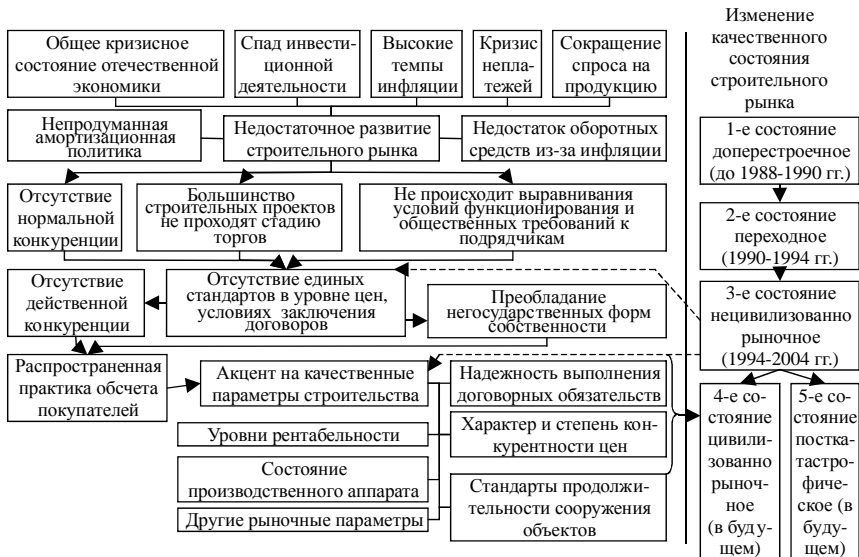 Общее кризисное
состояние отечественной
экономики
Спад инвести-
ционной
деятельности
Высокие
темпы
инфляции
Кризис
непла-
тежей
Сокращение
спроса на
продукцию
Непродуманная
амортизационная
политика
Недостаточное развитие
строительного рынка
Недостаток оборотных
средств из-за инфляции
Отсутствие
нормальной
конкуренции
Большинство
строительных проектов
не проходят стадию
торгов
Не происходит выравнивания
условий функционирования и
общественных требований к
подрядчикам
Отсутствие
действенной
конкуренции
Отсутствие единых
стандартов в уровне цен,
условиях заключения
договоров
Преобладание
негосударственных форм
собственности
Распространенная
практика обсчета
покупателей
Акцент на качественные
параметры строительства
Надежность выполнения
договорных обязательств
Уровни рентабельности
Характер и степень кон-
курентности цен
Состояние
производственного аппарата
Стандарты продолжи-
тельности сооружения
объектов
Другие рыночные параметры
Изменение
качественного
состояния
строительного
рынка
1-е состояние
доперестроечное
(до 1988-1990 гг.)
2-е состояние
переходное
(1990-1994 гг.)
3-е состояние
нецивилизованно
рыночное
(1994-2004 гг.)
4-е со-
стояние
цивили-
зованно
рыноч-
ное
(в буду-
щем)
5-е со-
стояние
постка-
тастро-
фиче-
ское (в
буду-
щем)